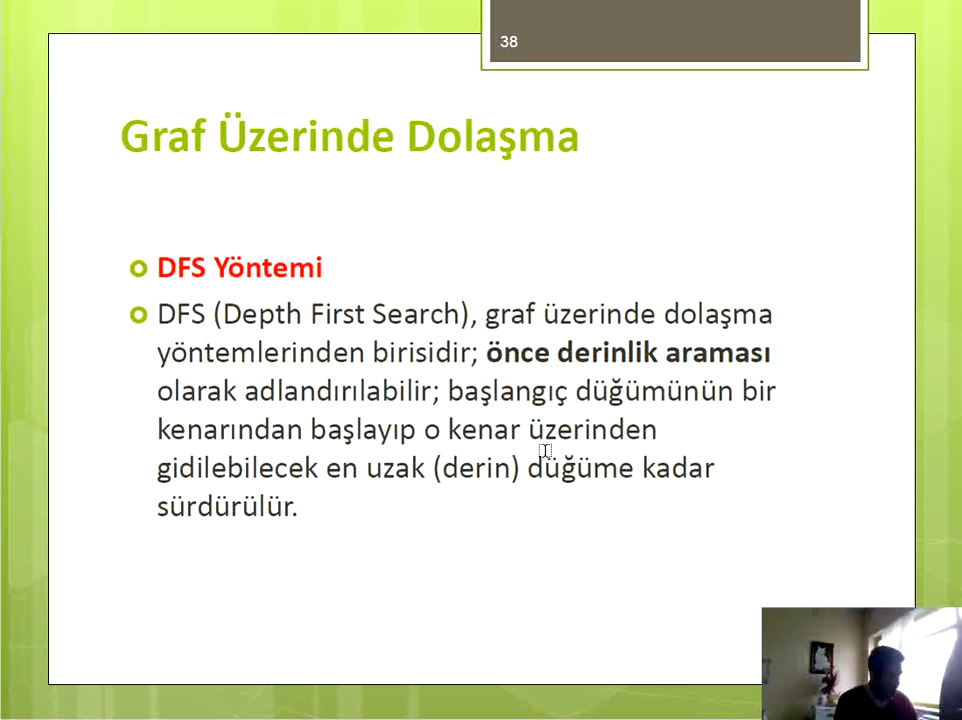 38
Graf Üzerinde Dolaşma
DFS Yöntemi
DFS (Depth First Search), graf üzerinde dolaşma
yöntemlerinden birisidir; önce derinlik araması
olarak adlandırılabilir; başlangıç düğümünün bir
kenarından başlayıp o kenar üzerinden
gidilebilecek en uzak (derin) düğüme kadar
sürdürülür.